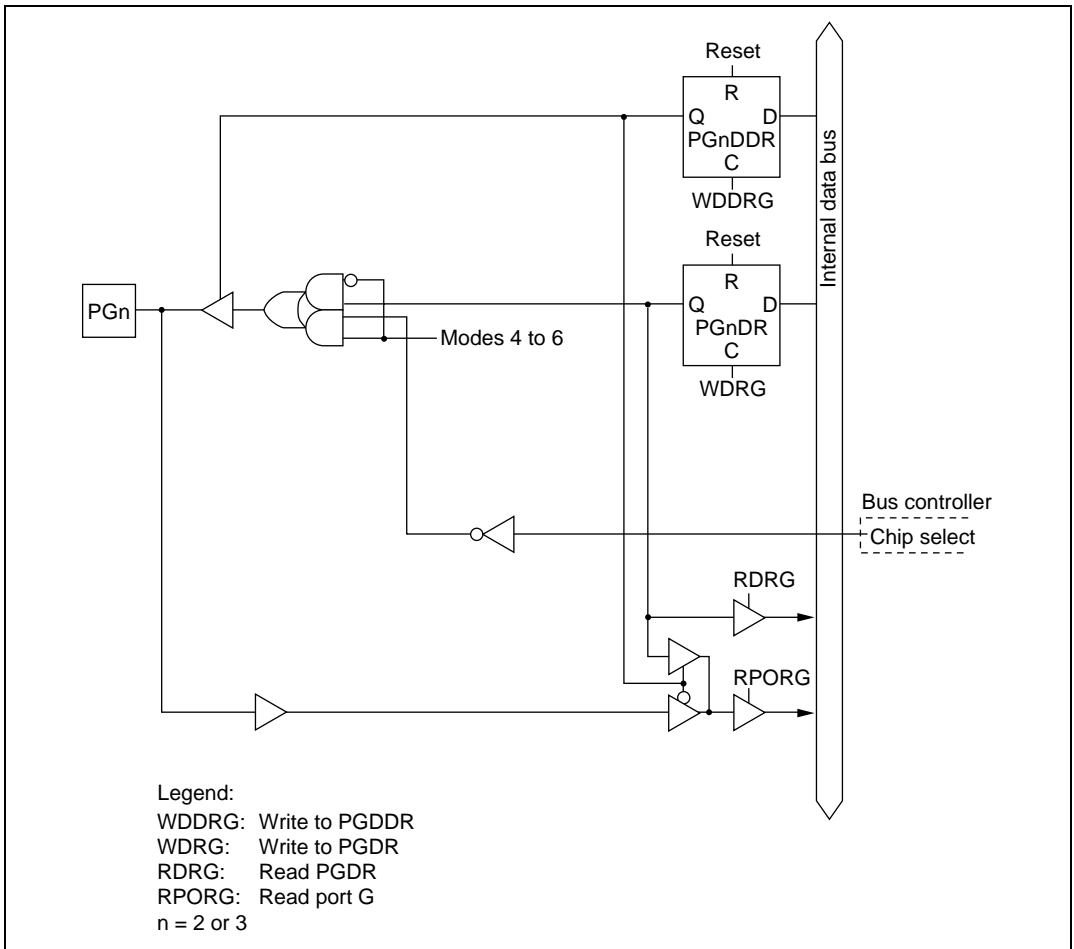 Reset
R
Q D
PGnDDR
C
WDDRG
Internal data bus
Reset
R
Q D
PGnDR
C
WDRG
PGn
Modes 4 to 6
Bus controller
Chip select
RDRG
RPORG
Legend:
WDDRG: Write to PGDDR
WDRG: Write to PGDR
RDRG: Read PGDR
RPORG: Read port G
n = 2 or 3